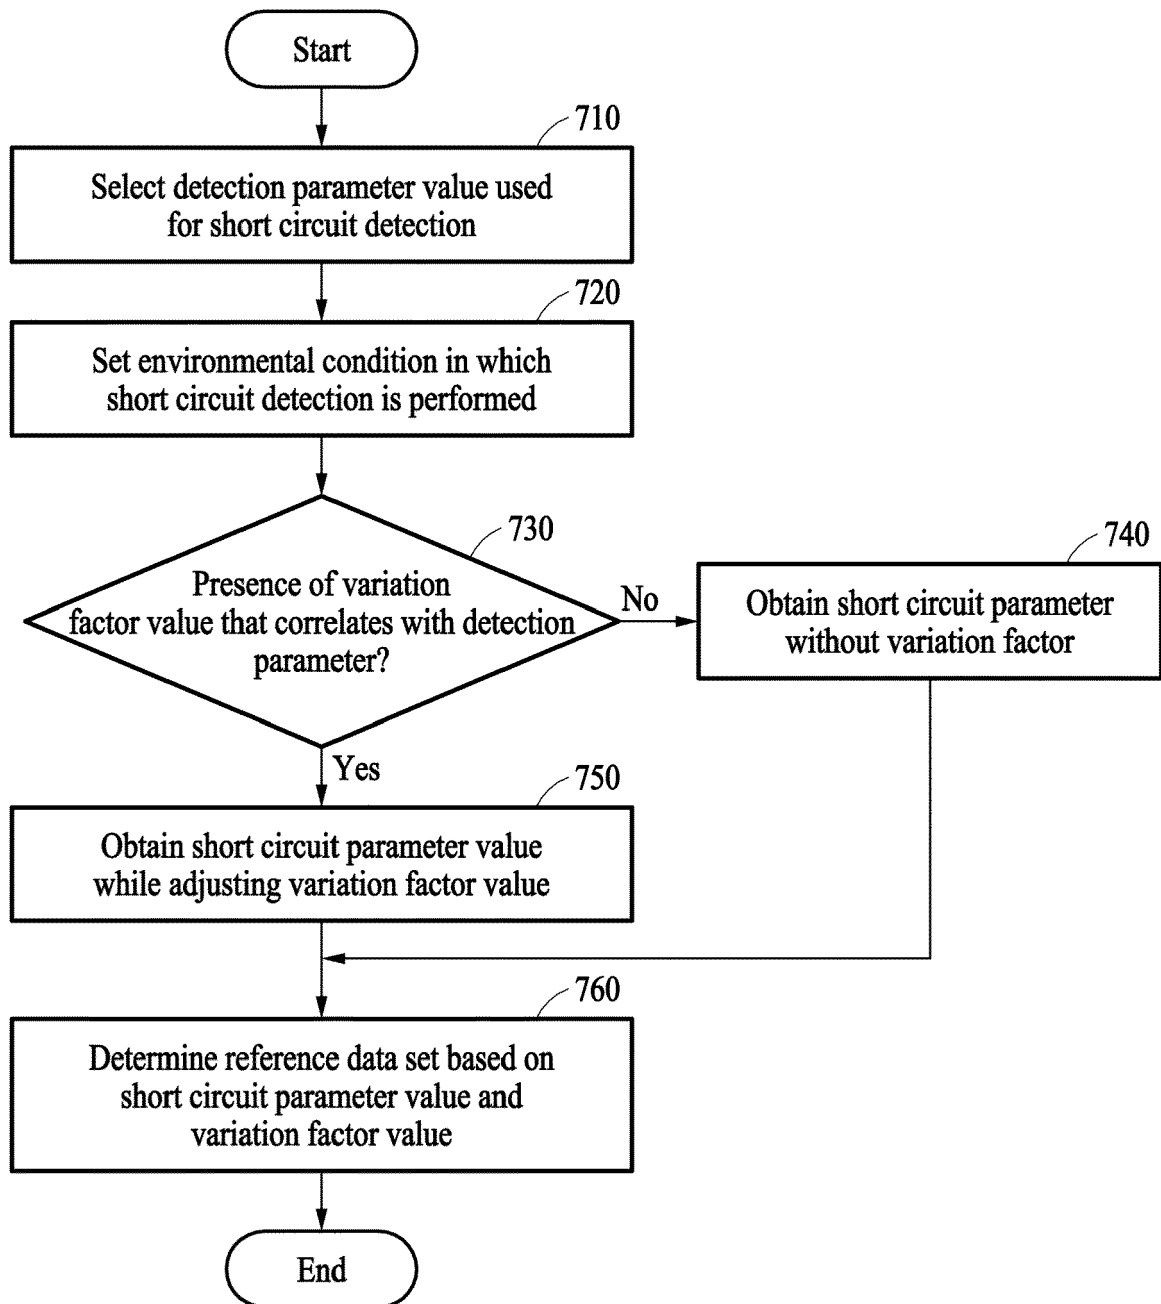 Start
710
Select detection parameter value used
for short circuit detection
720
Set environmental condition in which
short circuit detection is performed
730
Presence of variation
factor value that correlates with detection
parameter?
No
740
Obtain short circuit parameter
without variation factor
Yes
750
Obtain short circuit parameter value
while adjusting variation factor value
760
Determine reference data set based on
short circuit parameter value and
variation factor value
End